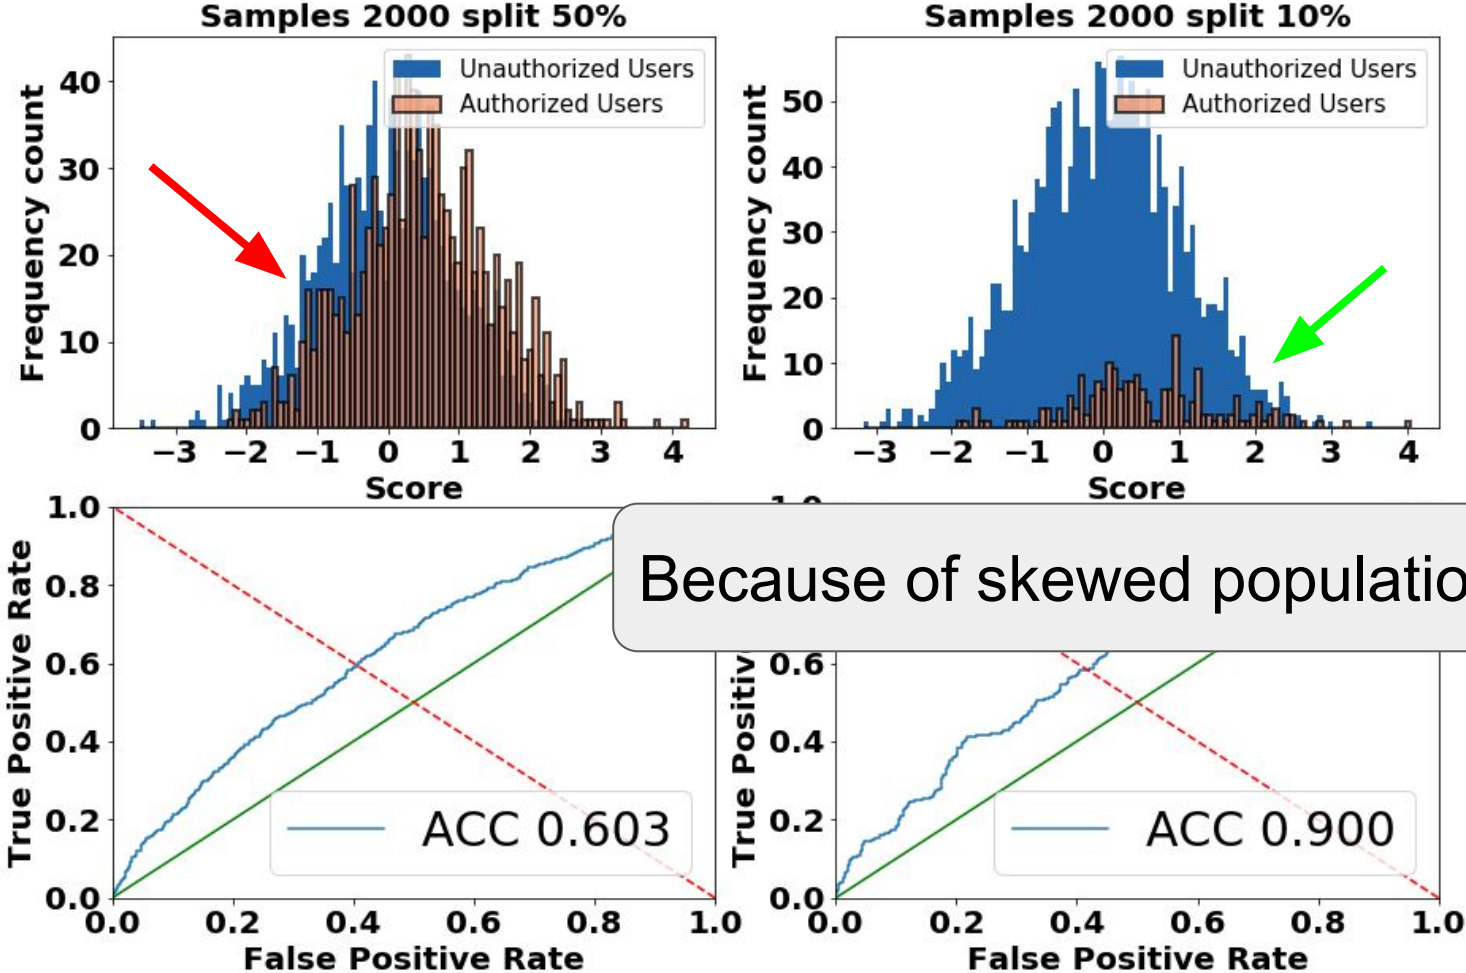 Samples 2000 split 50%
Unauthorized Users
Authorized Users
Frequency count
40
30
20
10
0
−3 −2 −1 0 1 2 3 4
Score
Samples 2000 split 10%
Unauthorized Users
Authorized Users
Frequency count
50
40
30
20
10
0
−3 −2 −1 0 1 2 3 4
Score
Because of skewed
True Positive Rate
1.0
0.8
0.6
0.4
0.2
0.0
ACC 0.603
0.0 0.2 0.4 0.6 0.8 1.0
False Positive Rate
True
0.6
0.4
0.2
0.0
ACC 0.900
0.0 0.2 0.4 0.6 0.8 1.0
False Positive Rate